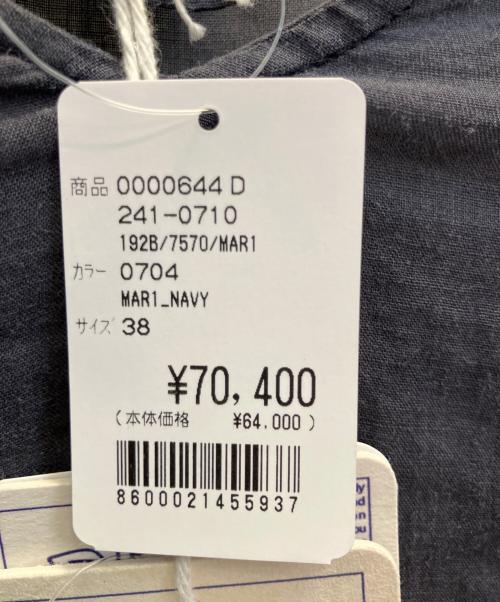 商品 0000644 D
241-0710
192B/7570/MAR1
カラー 0704
MAR1_NAVY
サイズ 38
¥70,400
(本体価格 ¥64.000)
8600021455937